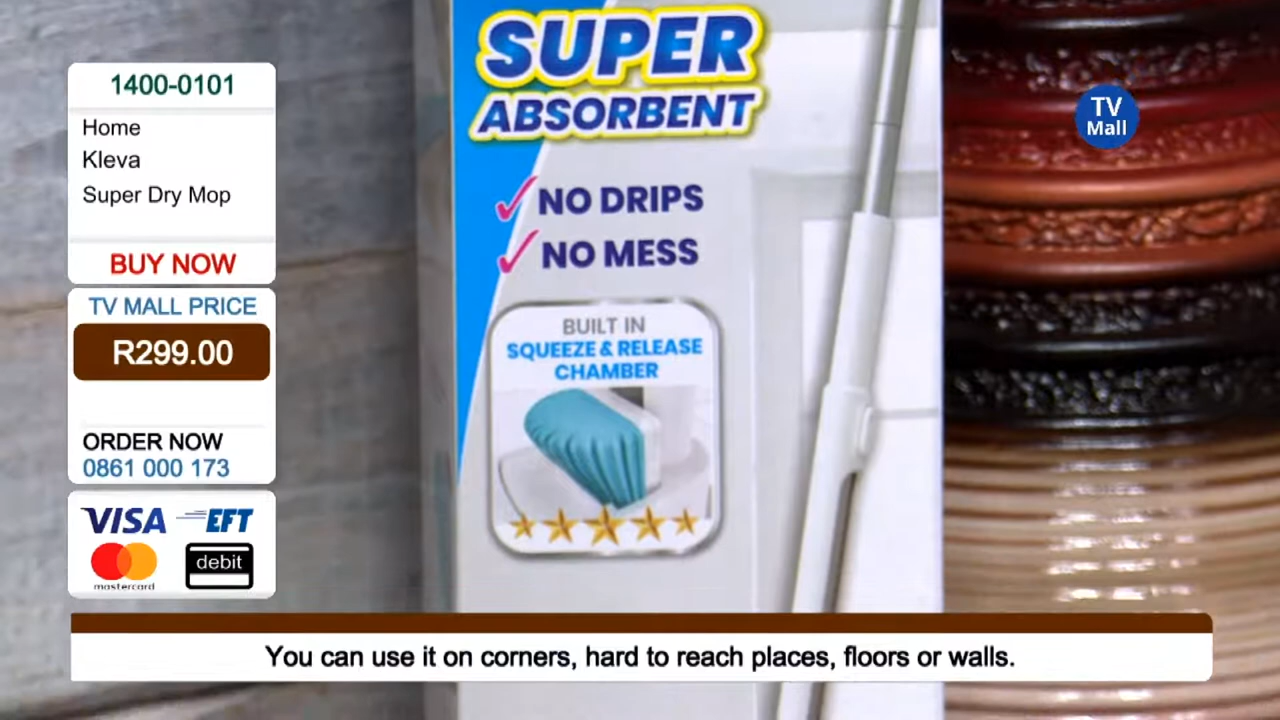 SUPER
ABSORBENT
NO DRIPS
NO MESS
BUILT IN
SQUEEZE & RELEASE
CHAMBER
1400-0101
Home
Kleva
Super Dry Mop
BUY NOW
TV MALL PRICE
R299.00
ORDER NOW
0861 000 173
VISA EFT
mastercard debit
TV
Mall
You can use it on corners, hard to reach places, floors or walls.